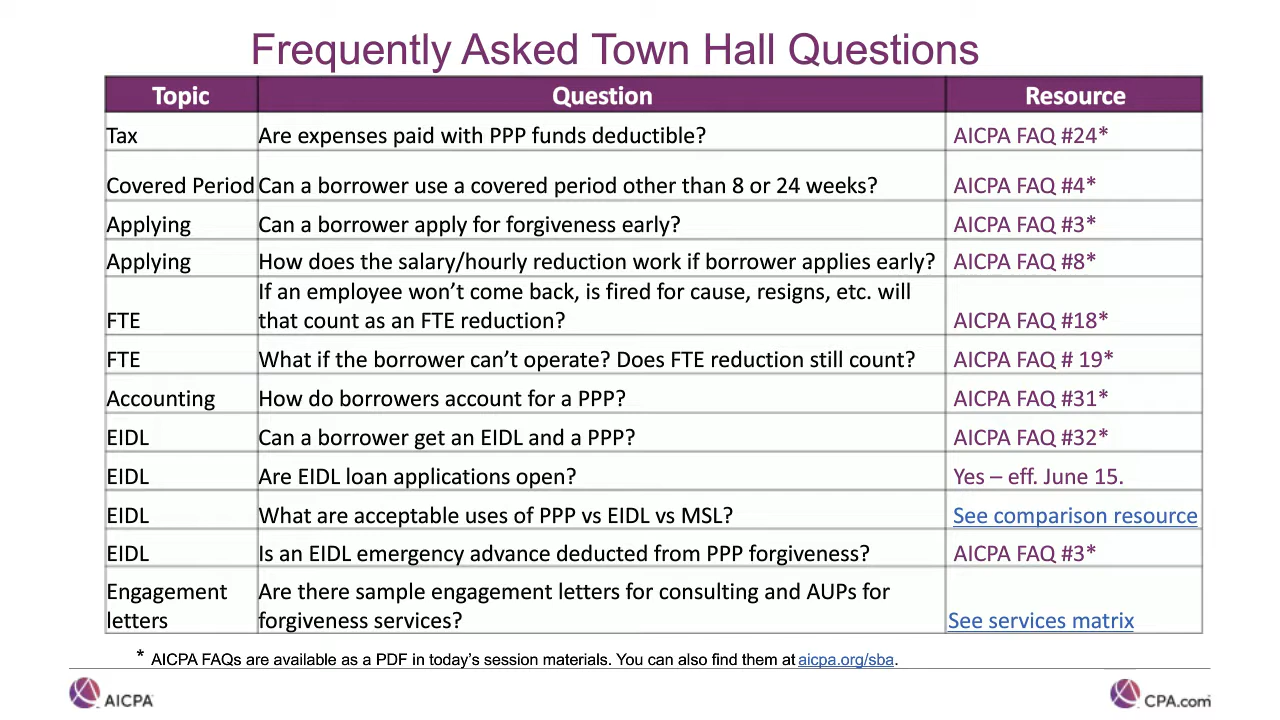 Frequently Asked Town Hall Questions
Topic Question Resource
Tax Are expenses paid with PPP funds deductible? AICPA FAQ #24*
Covered Period Can a borrower use a covered period other than 8 or 24 weeks? AICPA FAQ #4*
Applying Can a borrower apply for forgiveness early? AICPA FAQ #3*
Applying How does the salary/hourly reduction work if borrower applies early? AICPA FAQ #8*
If an employee won’t come back, is fired for cause, resigns, etc. will
FTE that count as an FTE reduction? AICPA FAQ #18*
FTE What if the borrower can’t operate? Does FTE reduction still count? AICPA FAQ # 19*
Accounting How do borrowers account for a PPP? AICPA FAQ #31*
EIDL Can a borrower get an EIDL and a PPP? AICPA FAQ #32*
EIDL Are EIDL loan applications open? Yes – eff. June 15.
EIDL What are acceptable uses of PPP vs EIDL vs MSL? See comparison resource
EIDL Is an EIDL emergency advance deducted from PPP forgiveness? AICPA FAQ #3*
Engagement Are there sample engagement letters for consulting and AUPs for
letters forgiveness services? See services matrix
* AICPA FAQs are available as a PDF in today’s session materials. You can also find them at aicpa.org/sba.
AICPA CPA.com